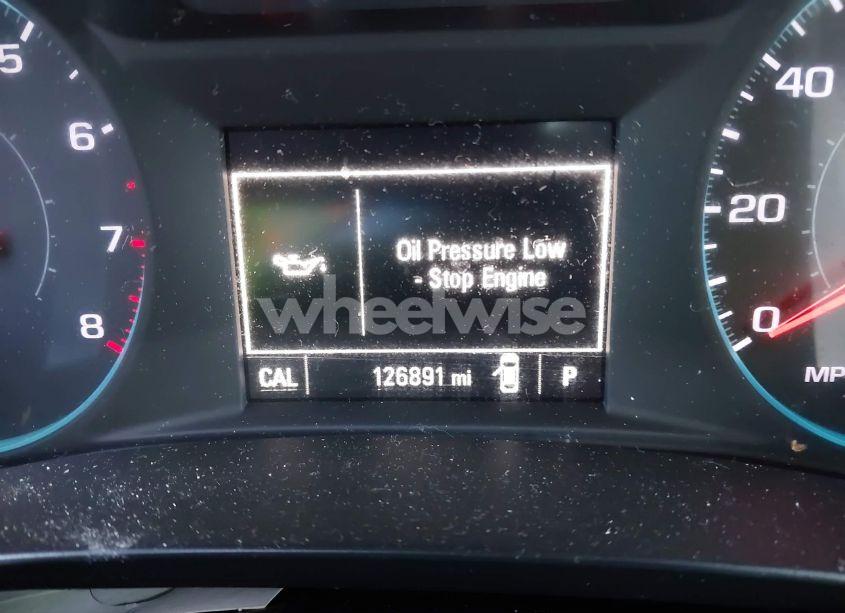 5
6
7
8
Oil Pressure Low
- Stop Engine
wheelwise
CAL
126891 mi
P
40
20
0
MP